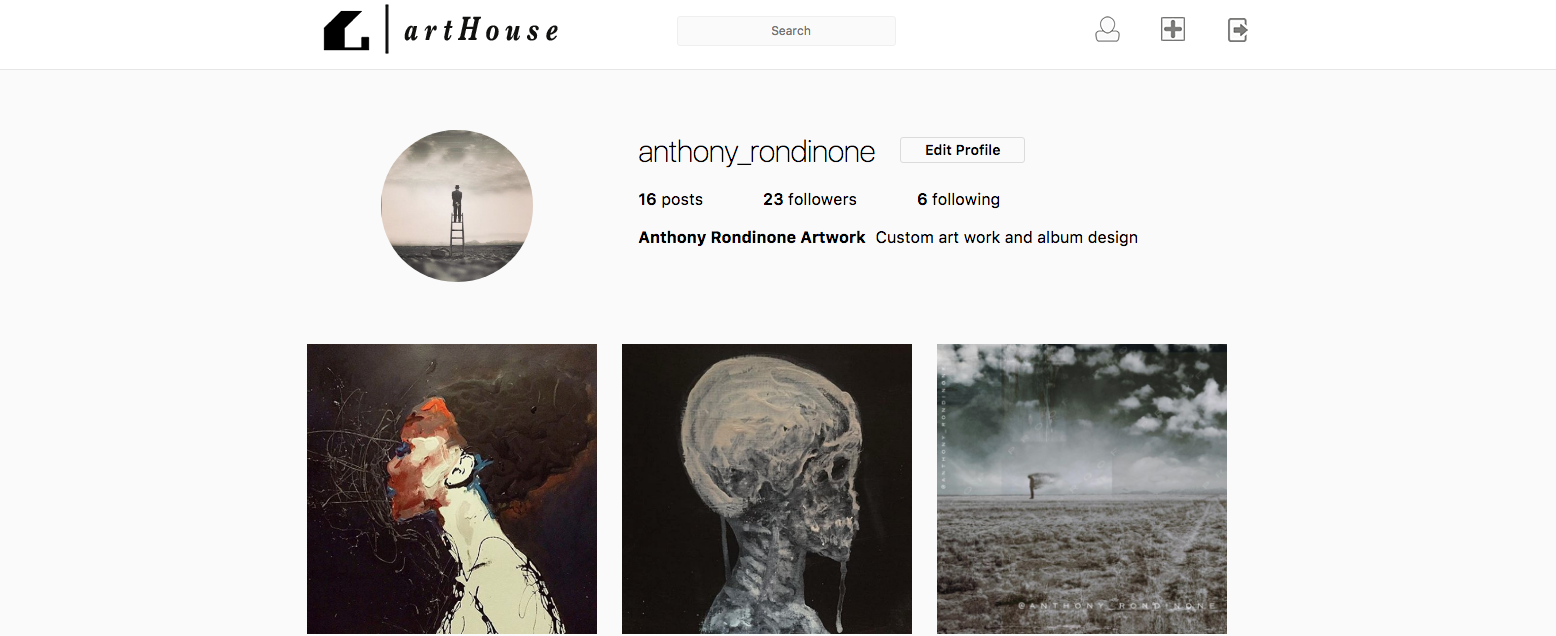 artHouse
Search
anthony_rondinone
Edit Profile
16 posts 23 followers 6 following
Anthony Rondinone Artwork Custom art work and album design
@ANTHONY_RONDINONE